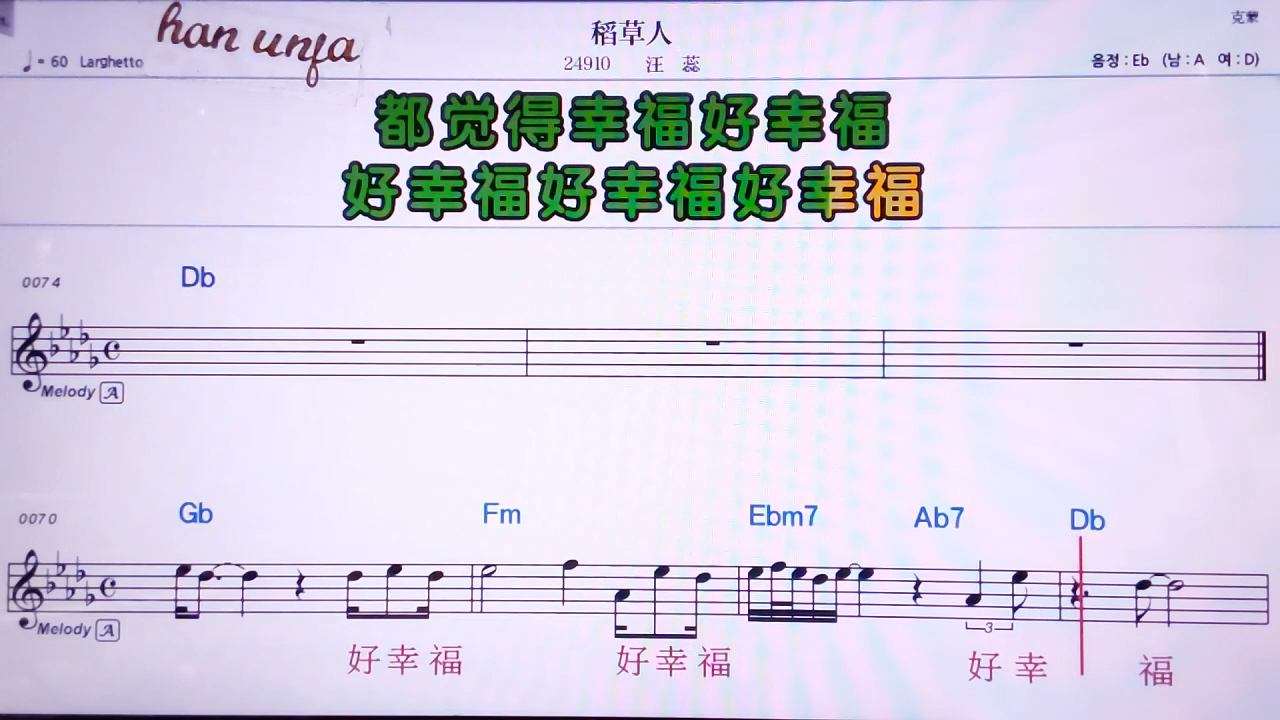 han unfa
稻草人
克蒙
♩= 60 Larghetto
24910 汪 蕊
음정 : Eb (남 : A 여 : D)
都觉得幸福好幸福
好幸福好幸福好幸福
0074 Db
Melody A
0070 Gb Fm Ebm7 Ab7 Db
3
Melody A
好 幸 福 好 幸 福 好 幸 福